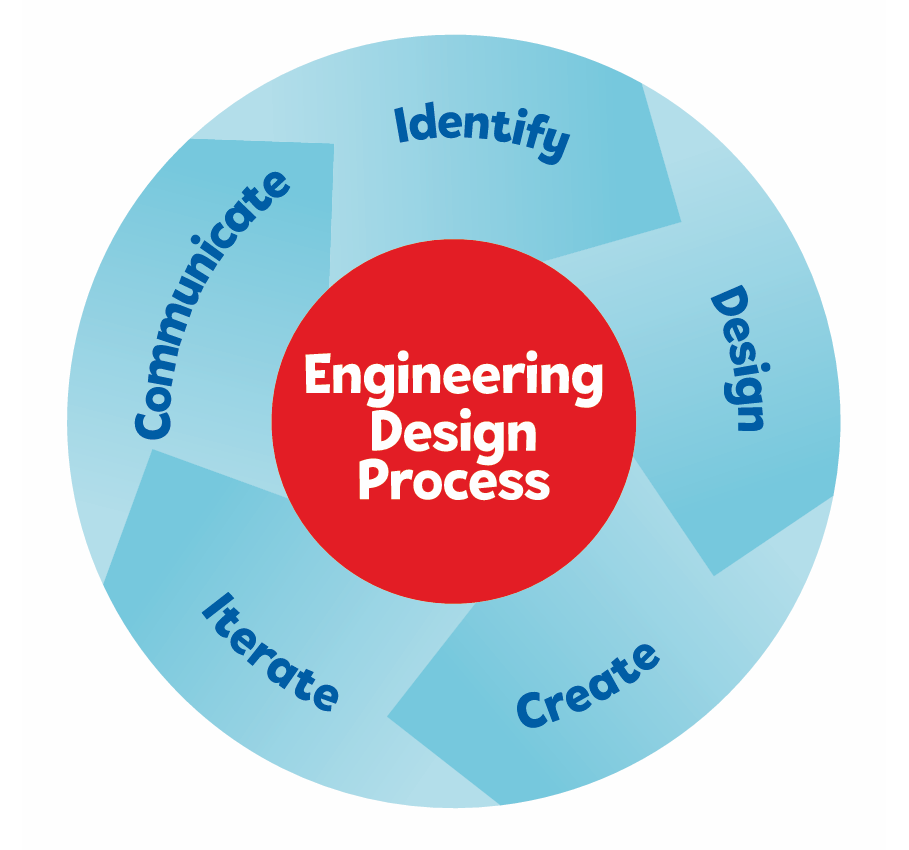 Identify
Design
Create
Iterate
Communicate
Engineering
Design
Process